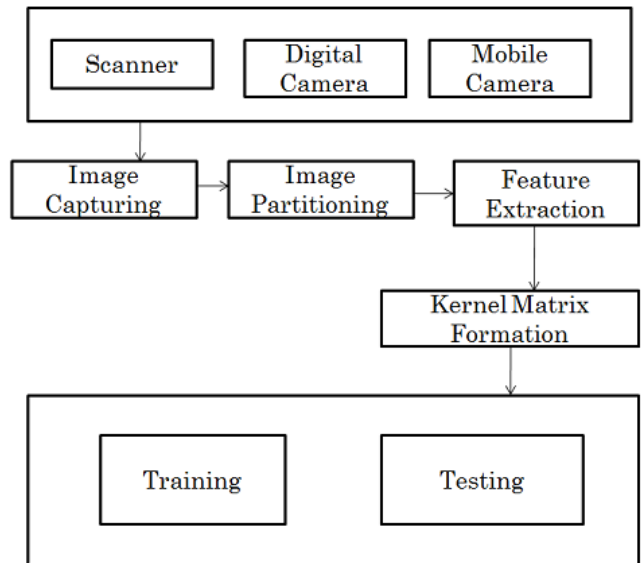 Scanner
Digital
Camera
Mobile
Camera
Image
Capturing
Image
Partitioning
Feature
Extraction
Kernel Matrix
Formation
Training
Testing